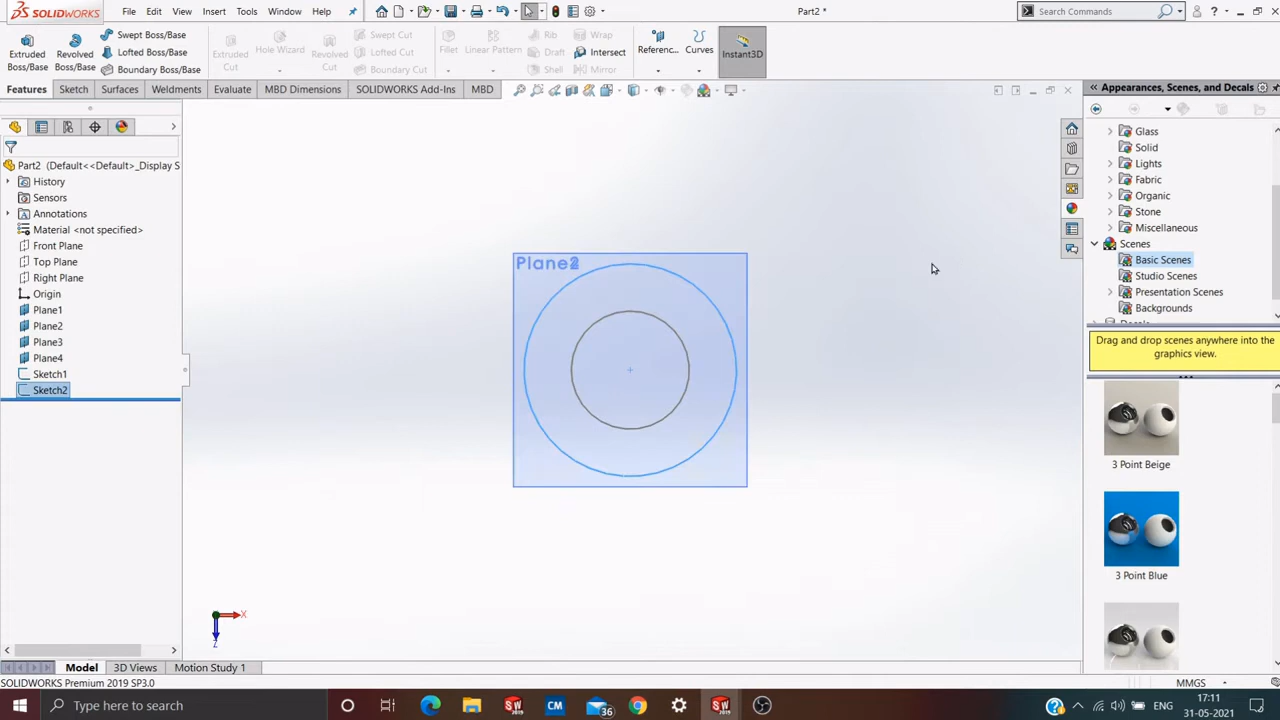 SOLIDWORKS File Edit View Insert Tools Window Help Part2 * Search Commands
Extruded Boss/Base
Revolved Boss/Base
Swept Boss/Base
Lofted Boss/Base
Boundary Boss/Base
Extruded Cut
Hole Wizard
Revolved Cut
Swept Cut
Lofted Cut
Boundary Cut
Fillet
Linear Pattern
Rib
Draft
Shell
Wrap
Intersect
Mirror
Referenc...
Curves
Instant3D
Features Sketch Surfaces Weldments Evaluate MBD Dimensions SOLIDWORKS Add-Ins MBD
Part2 (Default<<Default>_Display S
History
Sensors
Annotations
Material <not specified>
Front Plane
Top Plane
Right Plane
Origin
Plane1
Plane2
Plane3
Plane4
Sketch1
Sketch2
X
Z
Appearances, Scenes, and Decals
Glass
Solid
Lights
Fabric
Organic
Stone
Miscellaneous
Scenes
Basic Scenes
Studio Scenes
Presentation Scenes
Backgrounds
Drag and drop scenes anywhere into the
graphics view.
3 Point Beige
3 Point Blue
Model 3D Views Motion Study 1
SOLIDWORKS Premium 2019 SP3.0 MMGS
Type here to search
36
ENG
17:11
31-05-2021